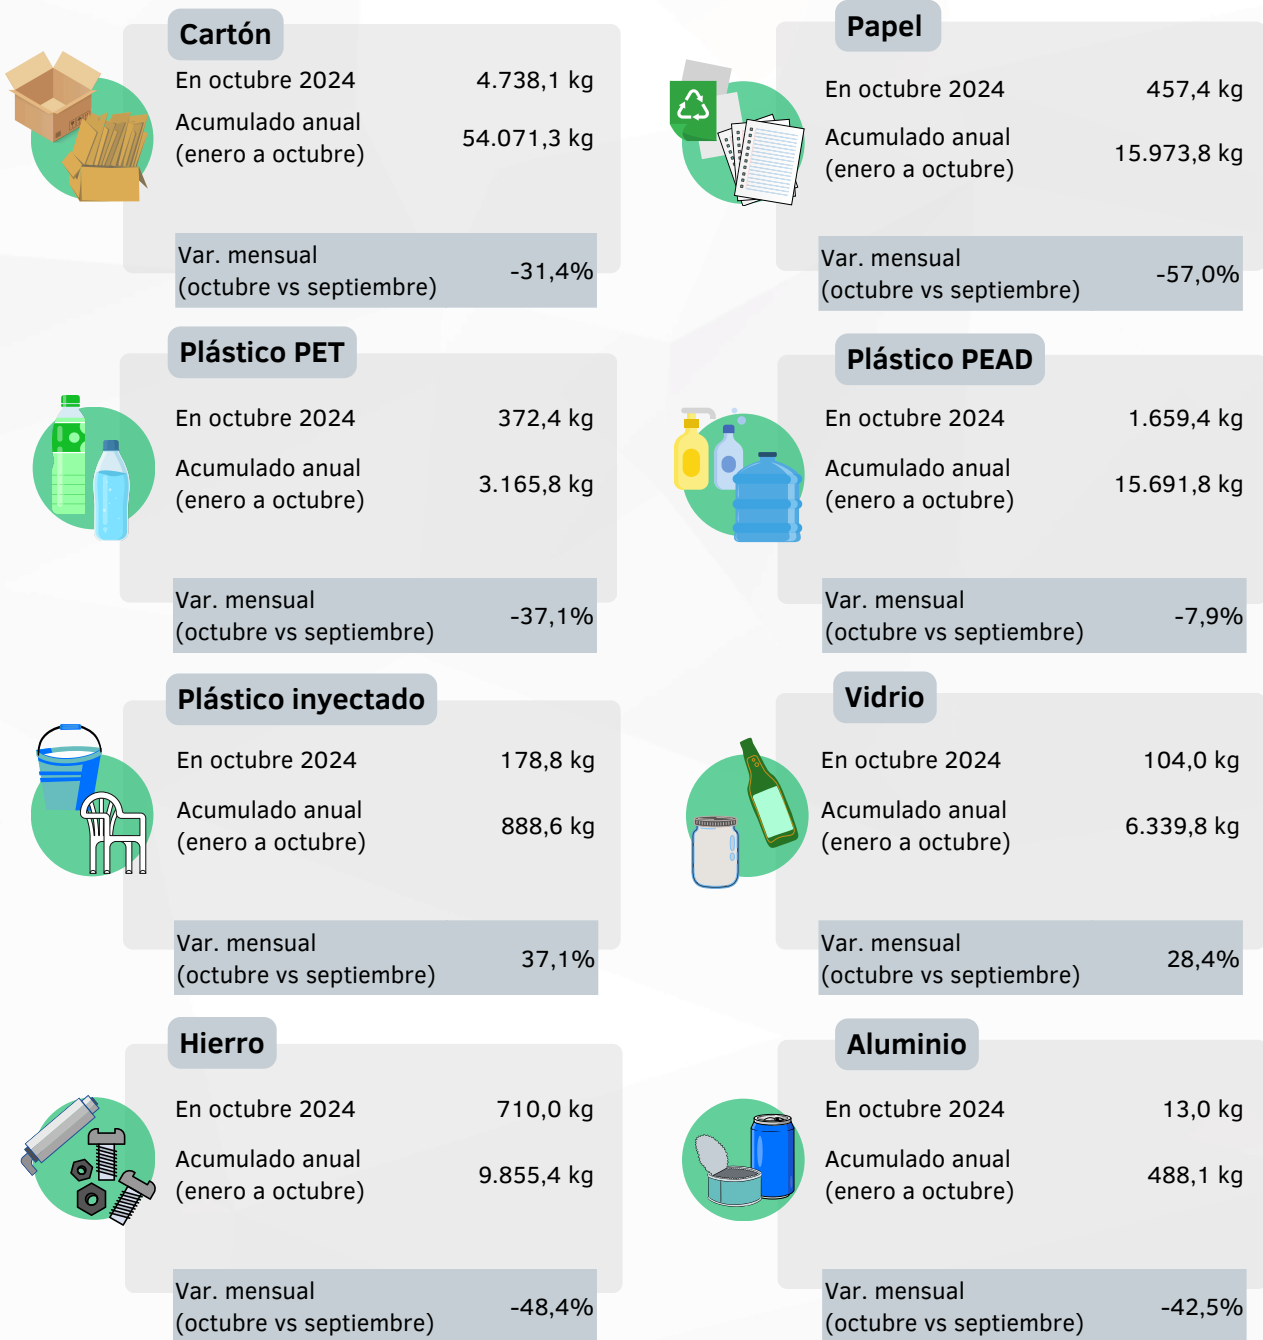 Cartón
En octubre 2024 4.738,1 kg
Acumulado anual
(enero a octubre) 54.071,3 kg
Var. mensual
(octubre vs septiembre) -31,4%
Papel
En octubre 2024 457,4 kg
Acumulado anual
(enero a octubre) 15.973,8 kg
Var. mensual
(octubre vs septiembre) -57,0%
Plástico PET
En octubre 2024 372,4 kg
Acumulado anual
(enero a octubre) 3.165,8 kg
Var. mensual
(octubre vs septiembre) -37,1%
Plástico PEAD
En octubre 2024 1.659,4 kg
Acumulado anual
(enero a octubre) 15.691,8 kg
Var. mensual
(octubre vs septiembre) -7,9%
Plástico inyectado
En octubre 2024 178,8 kg
Acumulado anual
(enero a octubre) 888,6 kg
Var. mensual
(octubre vs septiembre) 37,1%
Vidrio
En octubre 2024 104,0 kg
Acumulado anual
(enero a octubre) 6.339,8 kg
Var. mensual
(octubre vs septiembre) 28,4%
Hierro
En octubre 2024 710,0 kg
Acumulado anual
(enero a octubre) 9.855,4 kg
Var. mensual
(octubre vs septiembre) -48,4%
Aluminio
En octubre 2024 13,0 kg
Acumulado anual
(enero a octubre) 488,1 kg
Var. mensual
(octubre vs septiembre) -42,5%